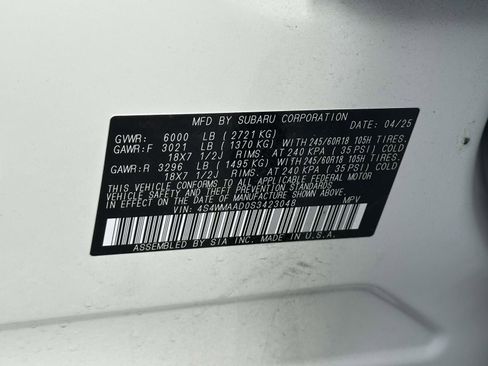 MFD BY SUBARU CORPORATION DATE: 04/25
GVWR: 6000 LB (2721 KG)
GAWR:F 3021 LB (1370 KG) WITH 245/60R18 105H TIRES.
18X7 1/2J RIMS. AT 240 KPA (35 PSI) COLD
GAWR:R 3296 LB (1495 KG) WITH 245/60R18 105H TIRES.
18X7 1/2J RIMS. AT 240 KPA (35 PSI) COLD
THIS VEHICLE CONFORMS TO ALL APPLICABLE FEDERAL MOTOR
VEHICLE SAFETY AND THEFT PREVENTION STANDARDS IN EFFECT ON THE
DATE OF MANUFACTURE SHOWN ABOVE.
VIN: 4S4WMAAD0S3423048 MPV
ASSEMBLED BY SIA INC. MADE IN U.S.A.